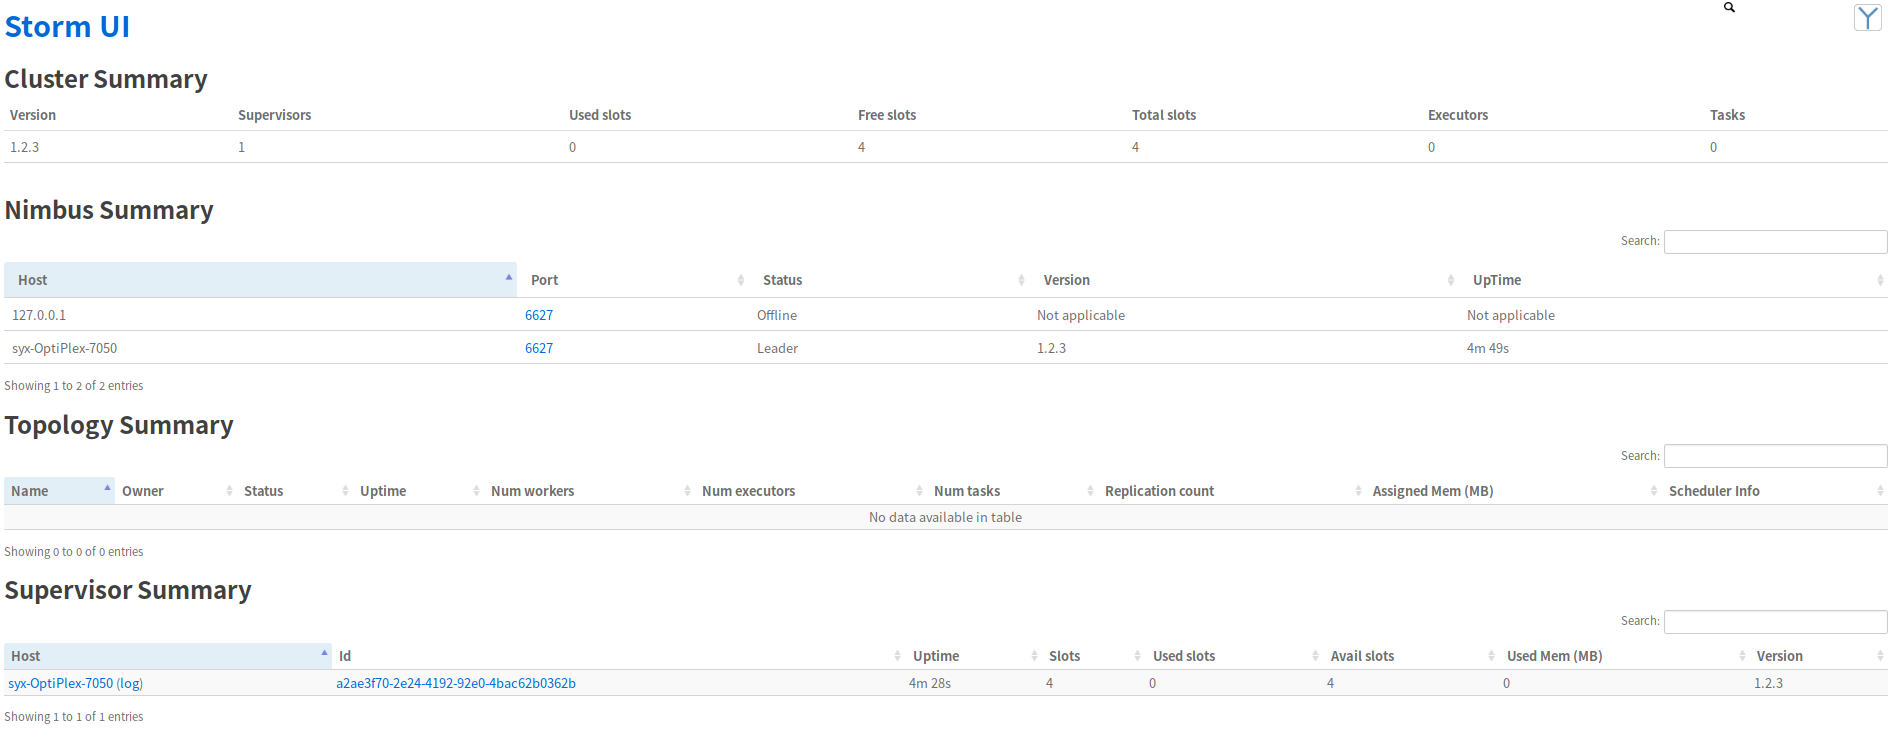 Storm UI
Cluster Summary
Version Supervisors Used slots Free slots Total slots Executors Tasks
1.2.3 1 0 4 4 0 0
Nimbus Summary
Search:
Host Port Status Version UpTime
127.0.0.1 6627 Offline Not applicable Not applicable
syx-OptiPlex-7050 6627 Leader 1.2.3 4m 49s
Showing 1 to 2 of 2 entries
Topology Summary
Search:
Name Owner Status Uptime Num workers Num executors Num tasks Replication count Assigned Mem (MB) Scheduler Info
No data available in table
Showing 0 to 0 of 0 entries
Supervisor Summary
Search:
Host Id Uptime Slots Used slots Avail slots Used Mem (MB) Version
syx-OptiPlex-7050 (log) a2ae3f70-2e24-4192-92e0-4bac62b0362b 4m 28s 4 0 4 0 1.2.3
Showing 1 to 1 of 1 entries